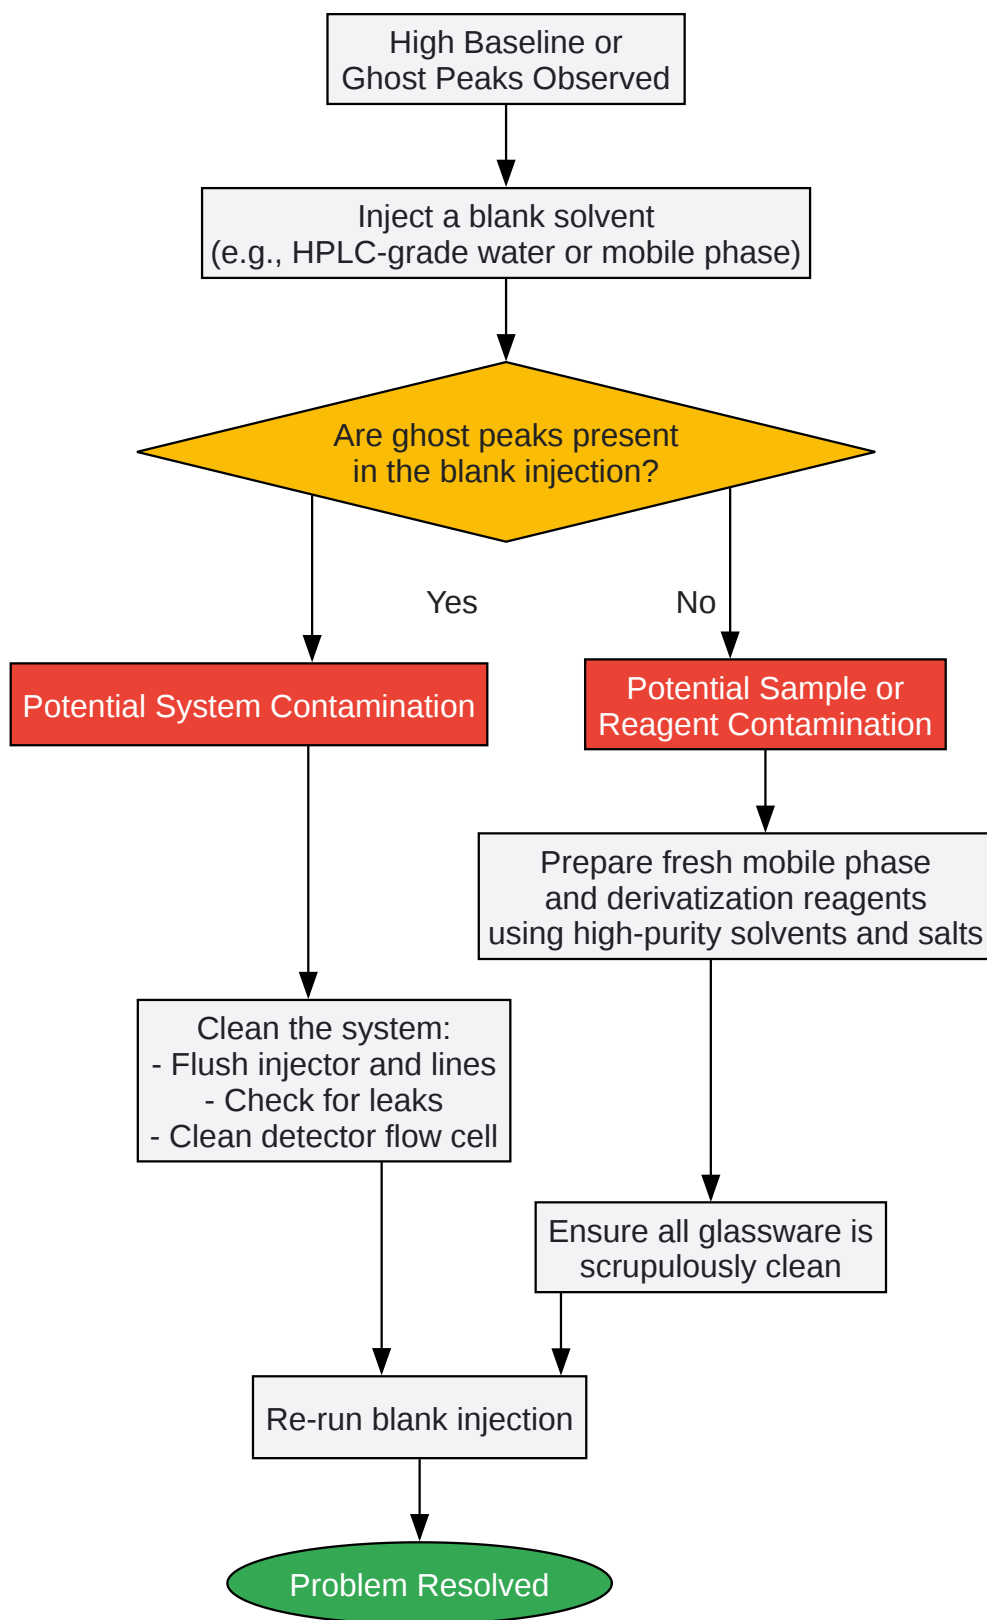 High Baseline or
Ghost Peaks Observed
Inject a blank solvent
(e.g., HPLC-grade water or mobile phase)
Are ghost peaks present
in the blank injection?
Yes
No
Potential System Contamination
Potential Sample or
Reagent Contamination
Prepare fresh mobile phase
and derivatization reagents
using high-purity solvents and salts
Clean the system:
- Flush injector and lines
- Check for leaks
- Clean detector flow cell
Ensure all glassware is
scrupulously clean
Re-run blank injection
Problem Resolved